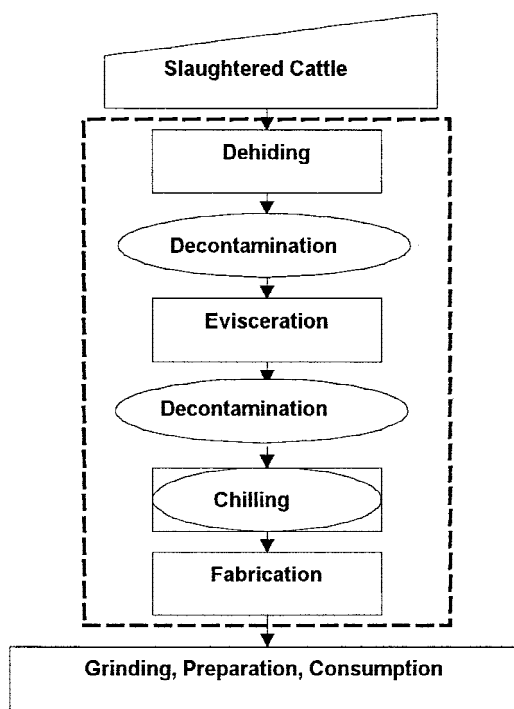 Slaughtered Cattle
Dehiding
Decontamination
Evisceration
Decontamination
Chilling
Fabrication
Grinding, Preparation, Consumption